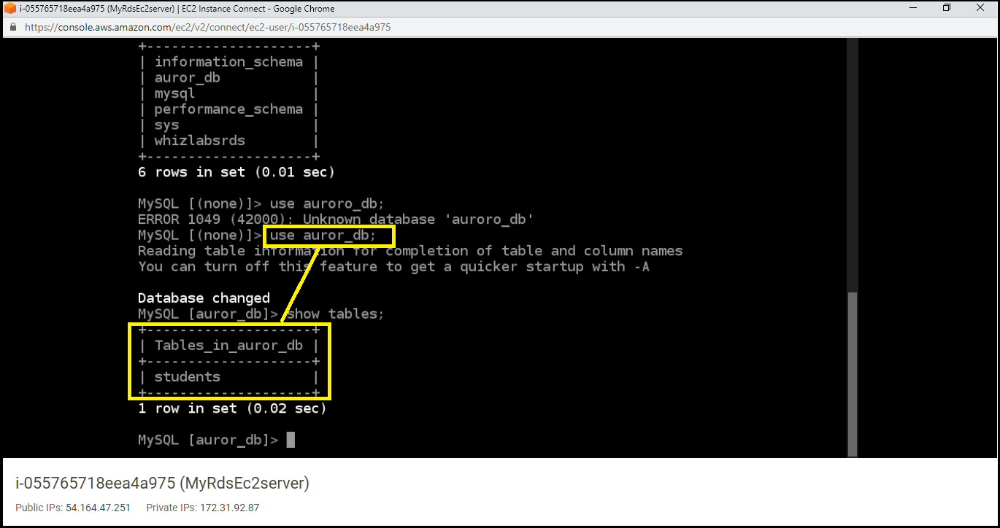 i-055765718eea4a975 (MyRdsEc2server) | EC2 Instance Connect - Google Chrome
https://console.aws.amazon.com/ec2/v2/connect/ec2-user/i-055765718eea4a975
+--------------------+
| information_schema |
| auror_db           |
| mysql              |
| performance_schema |
| sys                |
| whizlabsrds        |
+--------------------+
6 rows in set (0.01 sec)
MySQL [(none)]> use auroro_db;
ERROR 1049 (42000): Unknown database 'auroro_db'
MySQL [(none)]> use auror_db;
Reading table information for completion of table and column names
You can turn off this feature to get a quicker startup with -A
Database changed
MySQL [auror_db]> show tables;
+--------------------+
| Tables_in_auror_db |
+--------------------+
| students           |
+--------------------+
1 row in set (0.02 sec)
MySQL [auror_db]>
i-055765718eea4a975 (MyRdsEc2server)
Public IPs: 54.164.47.251 Private IPs: 172.31.92.87